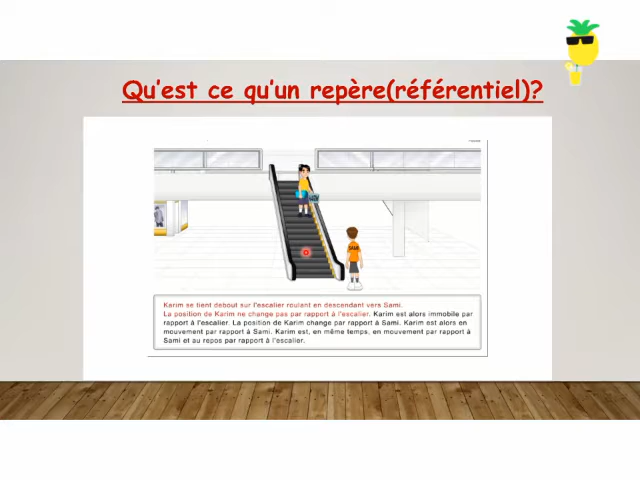 Qu'est ce qu'un repère(référentiel)?
SAMI
Karim se tient debout sur l'escalier roulant en descendant vers Sami.
La position de Karim ne change pas par rapport à l'escalier. Karim est alors immobile par
rapport à l'escalier. La position de Karim change par rapport à Sami. Karim est alors en
mouvement par rapport à Sami. Karim est, en même temps, en mouvement par rapport à
Sami et au repos par rapport à l'escalier.